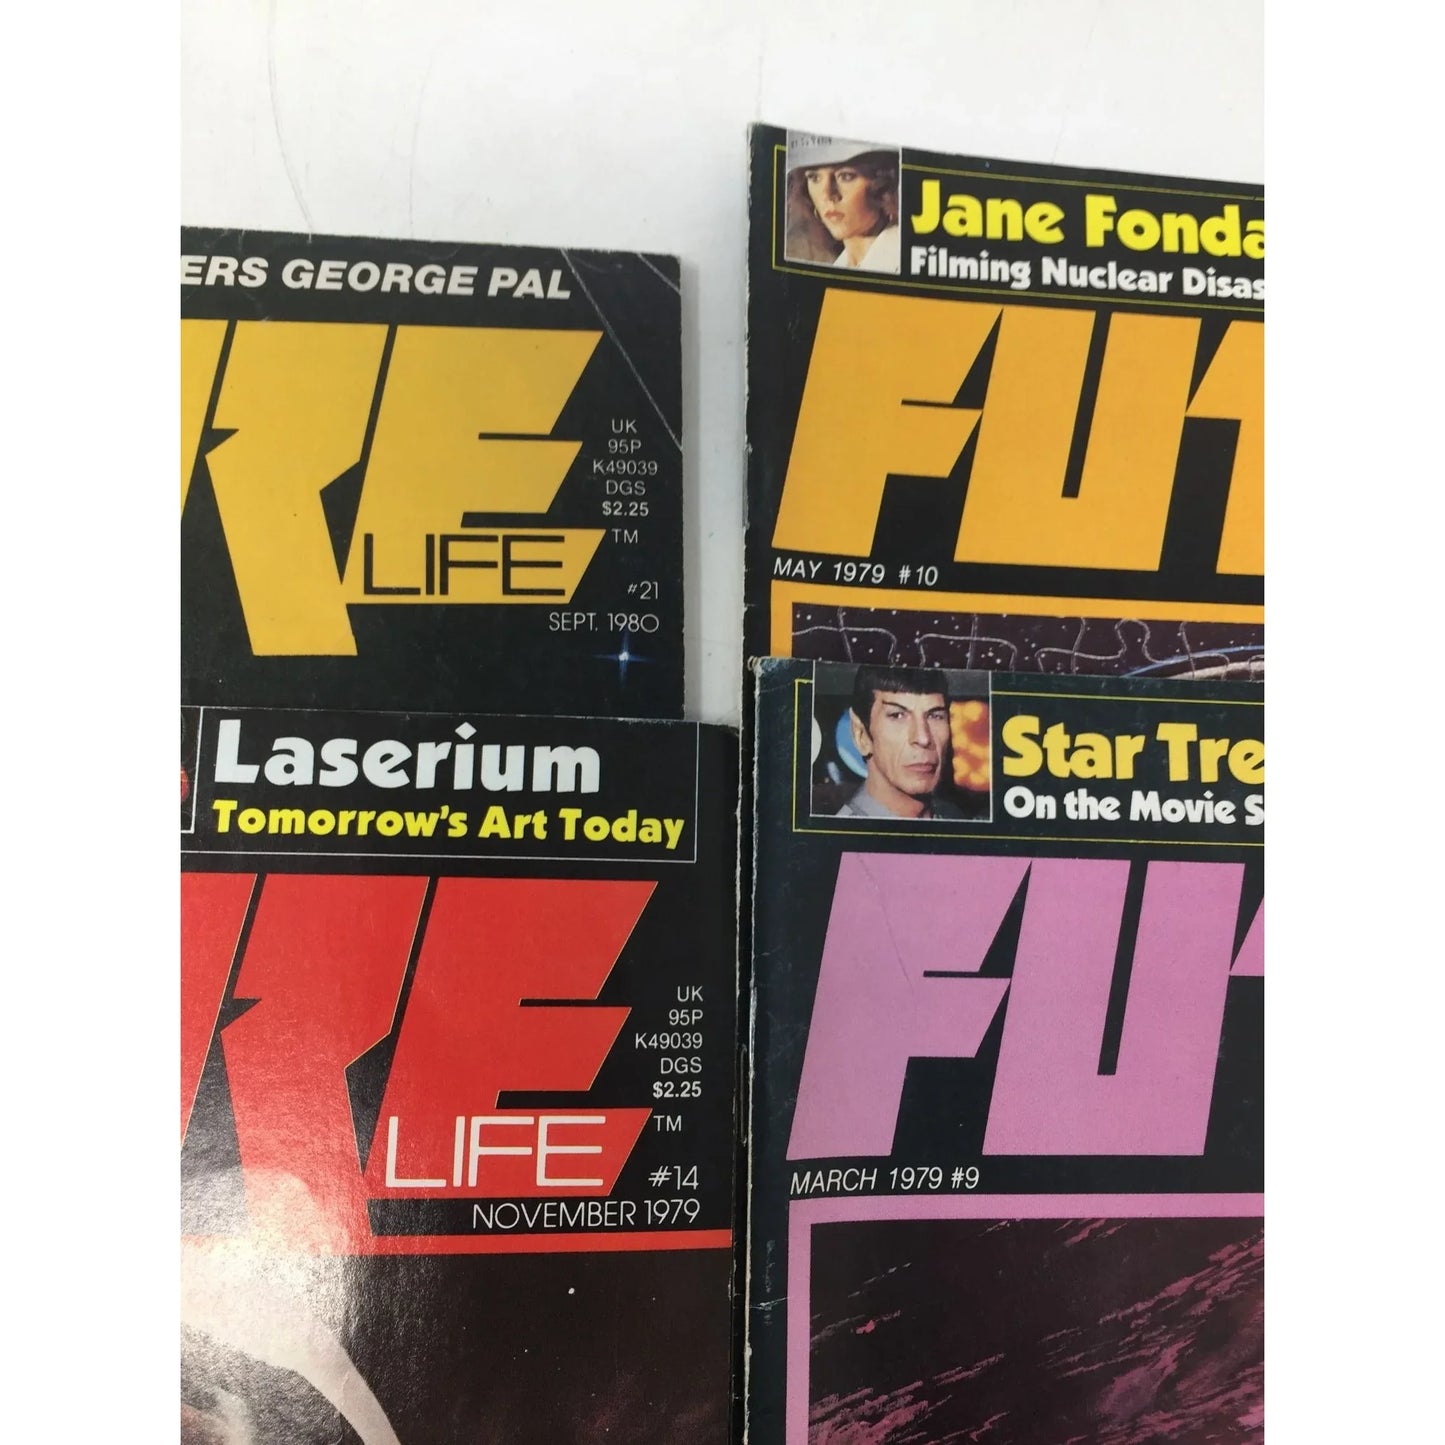 ERS GEORGE PAL
URE
LIFE
UK
95P
K49039
DGS
$2.25
TM
#21
SEPT. 1980
Jane Fonda
Filming Nuclear Disas
FUT
MAY 1979 #10
Laserium
Tomorrow's Art Today
URE
LIFE
UK
95P
K49039
DGS
$2.25
TM
#14
NOVEMBER 1979
Star Tre
On the Movie S
FUT
MARCH 1979 #9